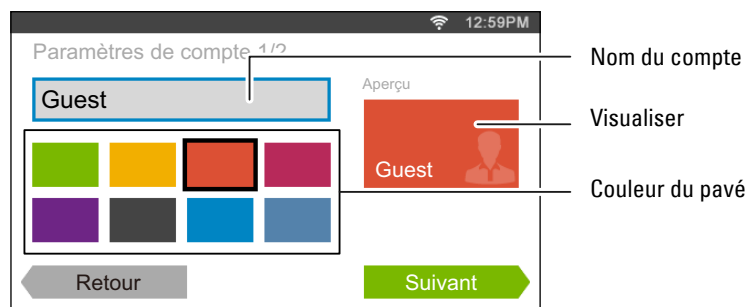 12:59PM
Paramètres de compte 1/2
Nom du compte
Guest
Aperçu
Visualiser
Guest
Couleur du pavé
Retour
Suivant